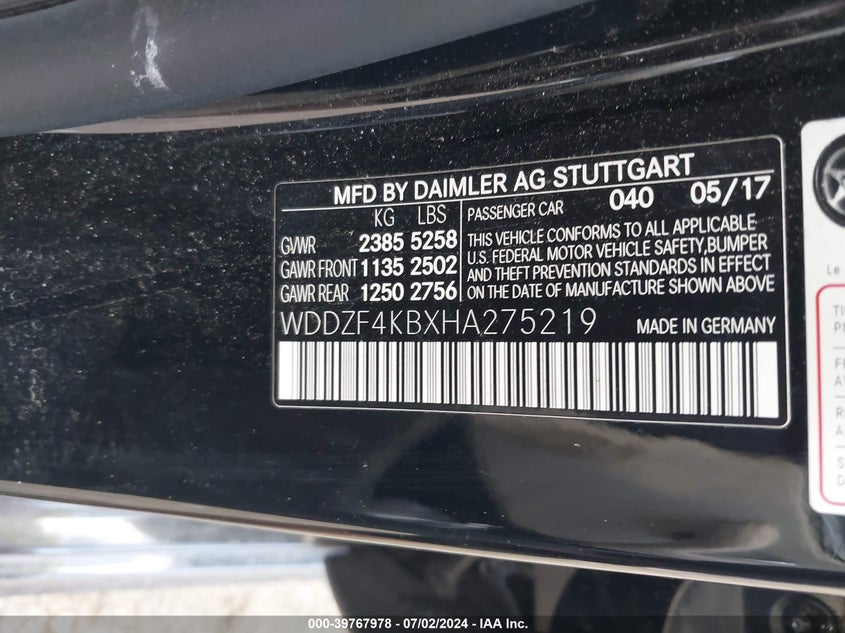 MFD BY DAIMLER AG STUTTGART
KG LBS
GVWR 2385 5258
GAWR FRONT 1135 2502
GAWR REAR 1250 2756
PASSENGER CAR 040 05/17
THIS VEHICLE CONFORMS TO ALL APPLICABLE
U.S. FEDERAL MOTOR VEHICLE SAFETY,BUMPER
AND THEFT PREVENTION STANDARDS IN EFFECT
ON THE DATE OF MANUFACTURE SHOWN ABOVE
WDDZF4KBXHA275219 MADE IN GERMANY
Le
000-39767978 / 07/02/2024 - IAA Inc.